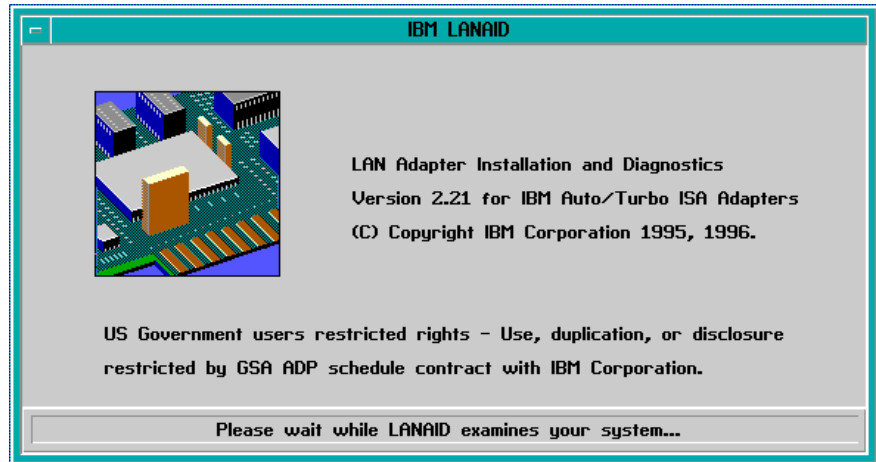 IBM LANAID
LAN Adapter Installation and Diagnostics
Version 2.21 for IBM Auto/Turbo ISA Adapters
(C) Copyright IBM Corporation 1995, 1996.
US Government users restricted rights - Use, duplication, or disclosure
restricted by GSA ADP schedule contract with IBM Corporation.
Please wait while LANAID examines your system...